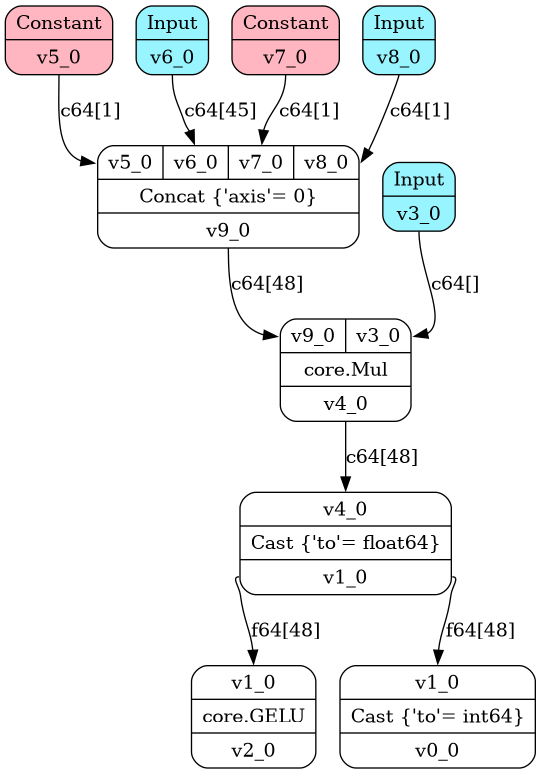 Constant
v5_0
Input
v6_0
Constant
v7_0
Input
v8_0
c64[1]
c64[45]
c64[1]
c64[1]
v5_0 v6_0 v7_0 v8_0
Concat {'axis'= 0}
v9_0
Input
v3_0
c64[48]
c64[]
v9_0 v3_0
core.Mul
v4_0
c64[48]
v4_0
Cast {'to'= float64}
v1_0
f64[48]
f64[48]
v1_0
core.GELU
v2_0
v1_0
Cast {'to'= int64}
v0_0